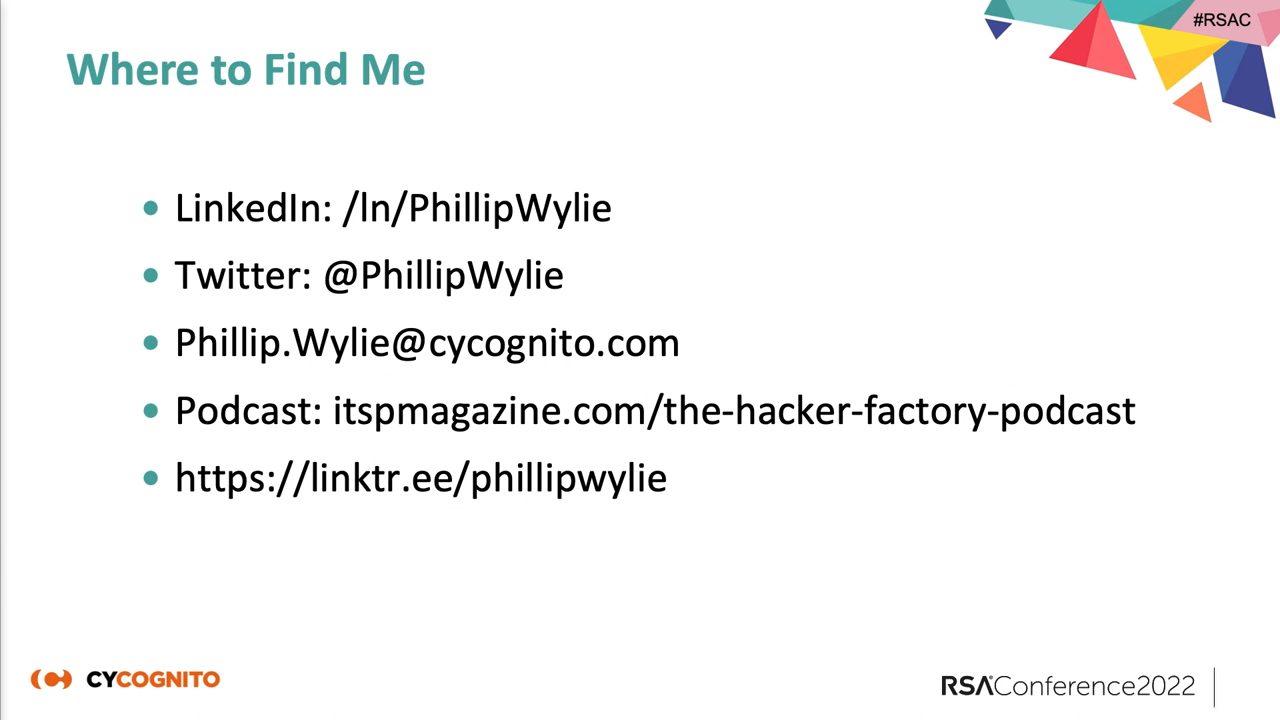 #RSAC
Where to Find Me
• LinkedIn: /ln/PhillipWylie
• Twitter: @PhillipWylie
• Phillip.Wylie@cycognito.com
• Podcast: itspmagazine.com/the-hacker-factory-podcast
• https://linktr.ee/phillipwylie
CYCOGNITO
RSAConference2022